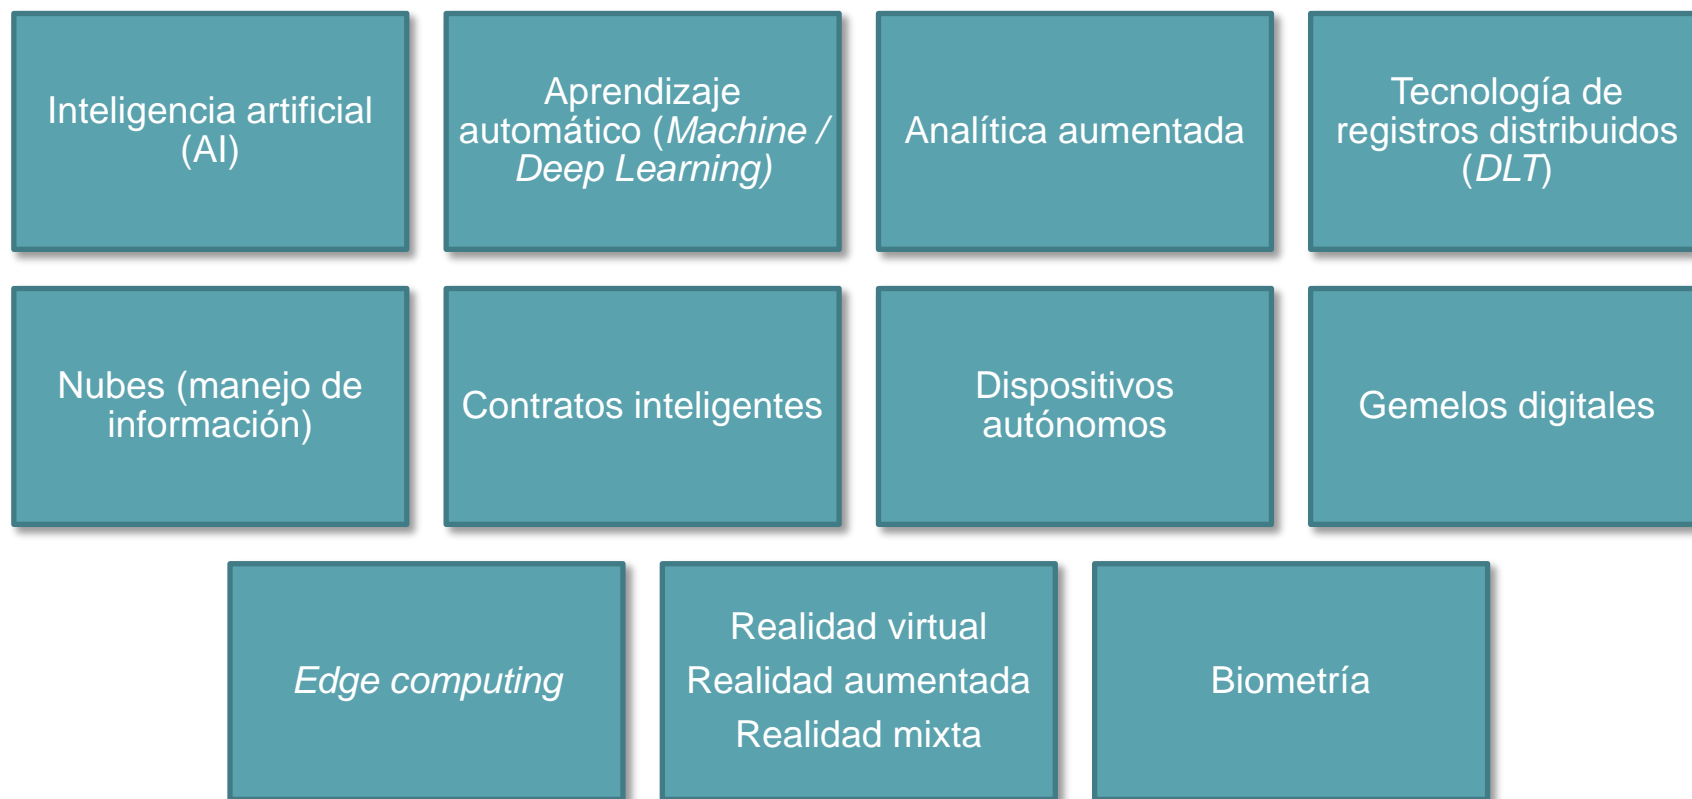 Inteligencia artificial
(AI)
Aprendizaje
automático (Machine /
Deep Learning)
Analítica aumentada
Tecnología de
registros distribuidos
(DLT)
Nubes (manejo de
información)
Contratos inteligentes
Dispositivos
autónomos
Gemelos digitales
Edge computing
Realidad virtual
Realidad aumentada
Realidad mixta
Biometría